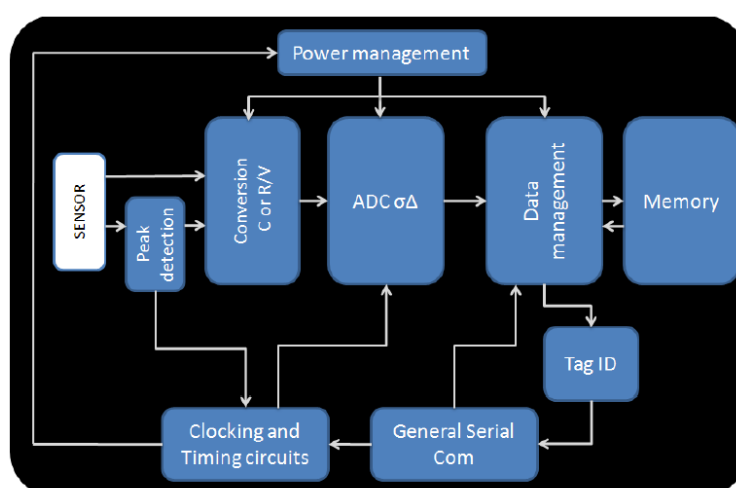 Power management
SENSOR
Peak
detection
Conversion
C or R/V
ADC σΔ
Data
management
Memory
Tag ID
Clocking and
Timing circuits
General Serial
Com